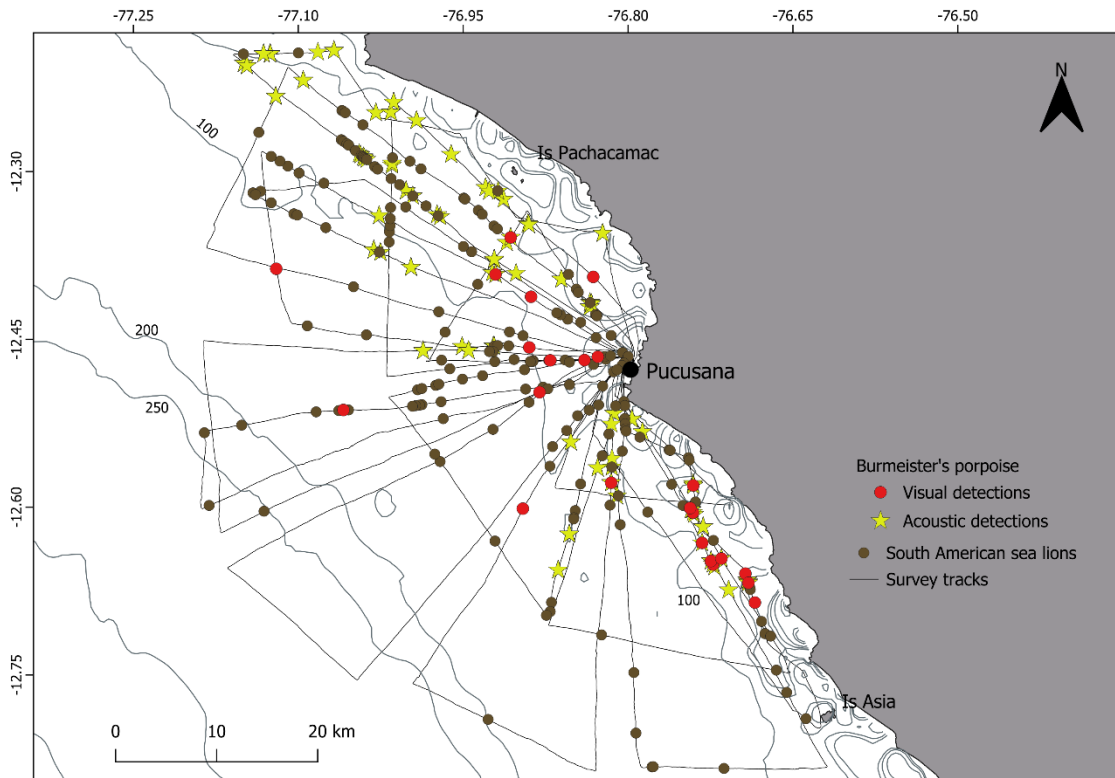 -77.25 -77.10 -76.95 -76.80 -76.65 -76.50
N
100
-12.30
Is Pachacamac
200
-12.45
Pucusana
250
Burmeister's porpoise
Visual detections
-12.60
Acoustic detections
South American sea lions
Survey tracks
100
-12.75
Is Asia
0 10 20 km